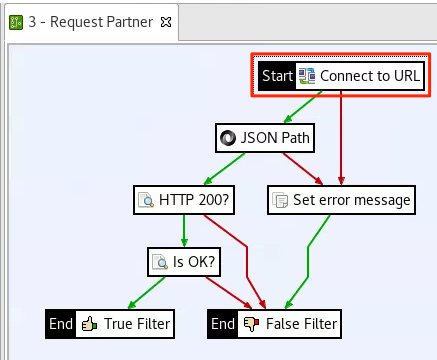 3 - Request Partner
Start Connect to URL
JSON Path
HTTP 200?
Set error message
Is OK?
End True Filter
End False Filter